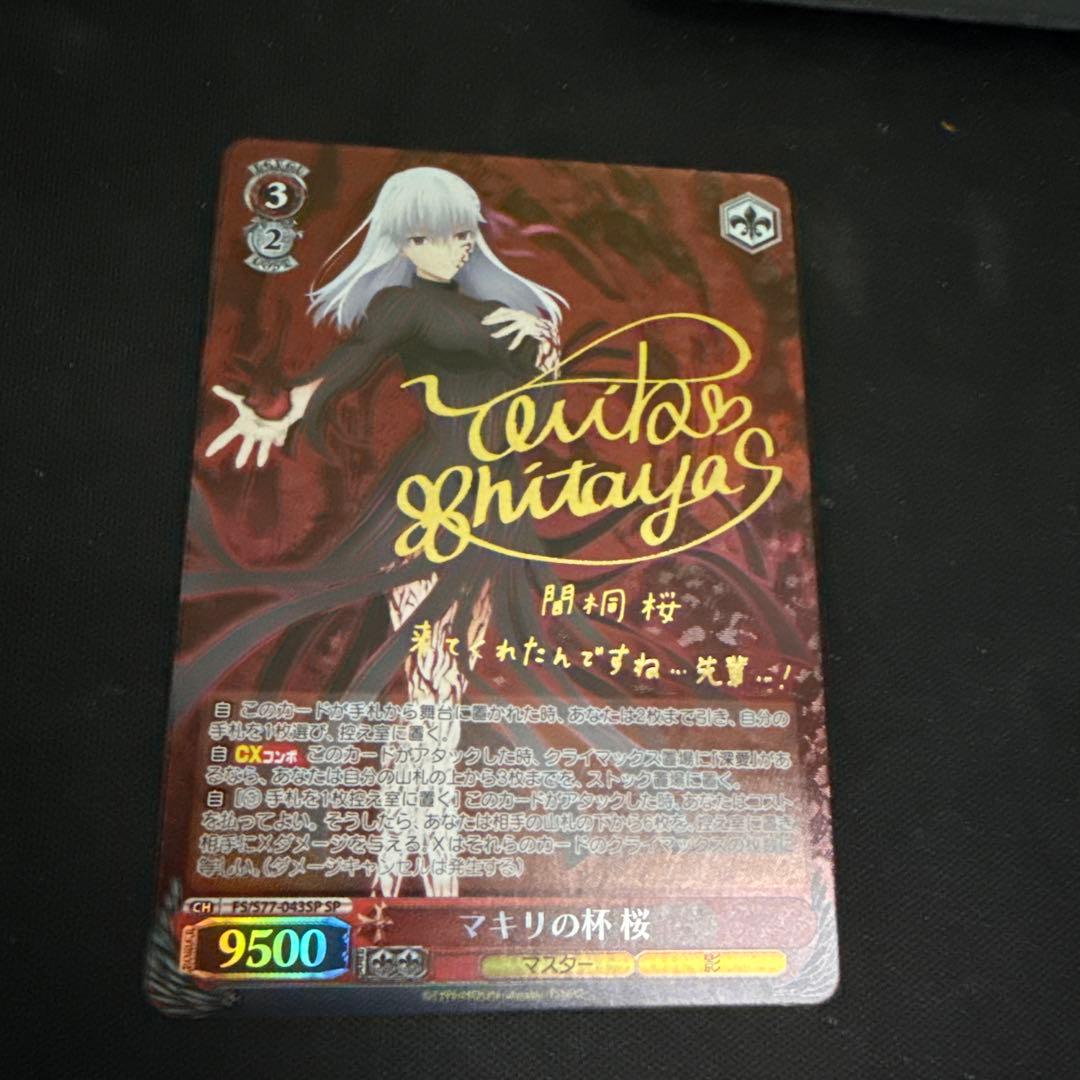 3
2
Noriko
Shitaya
間桐 桜
来てくれたんですね…先輩…!
自 このカードが手札から舞台に置かれた時、あなたは2枚まで引き、自分の
手札を1枚選び、控え室に置く。
自 CXコンボ このカードがアタックした時、クライマックス置場に「深愛」があ
るなら、あなたは自分の山札の上から3枚までを、ストック置場に置く。
自 [③ 手札を1枚控え室に置く] このカードがアタックした時、あなたはコスト
を払ってよい。そうしたら、あなたは相手の山札の下から6枚を、控え室に置き、
相手にXダメージを与える。Xはそれらのカードのクライマックスの枚数に
等しい。(ダメージキャンセルは発生する)
CH FS/S77-043SP SP
9500
マキリの杯 桜
マスター 影